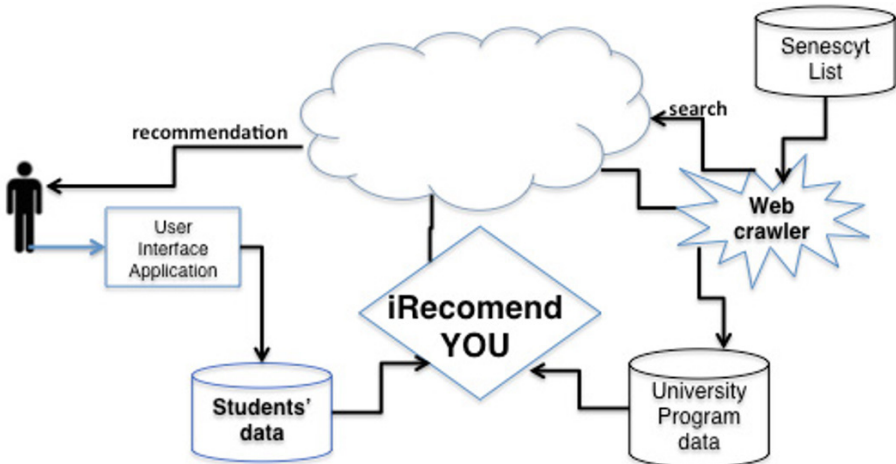 Senescyt
List
search
recommendation
Web
crawler
User
Interface
Application
iRecomend
YOU
Students'
data
University
Program
data